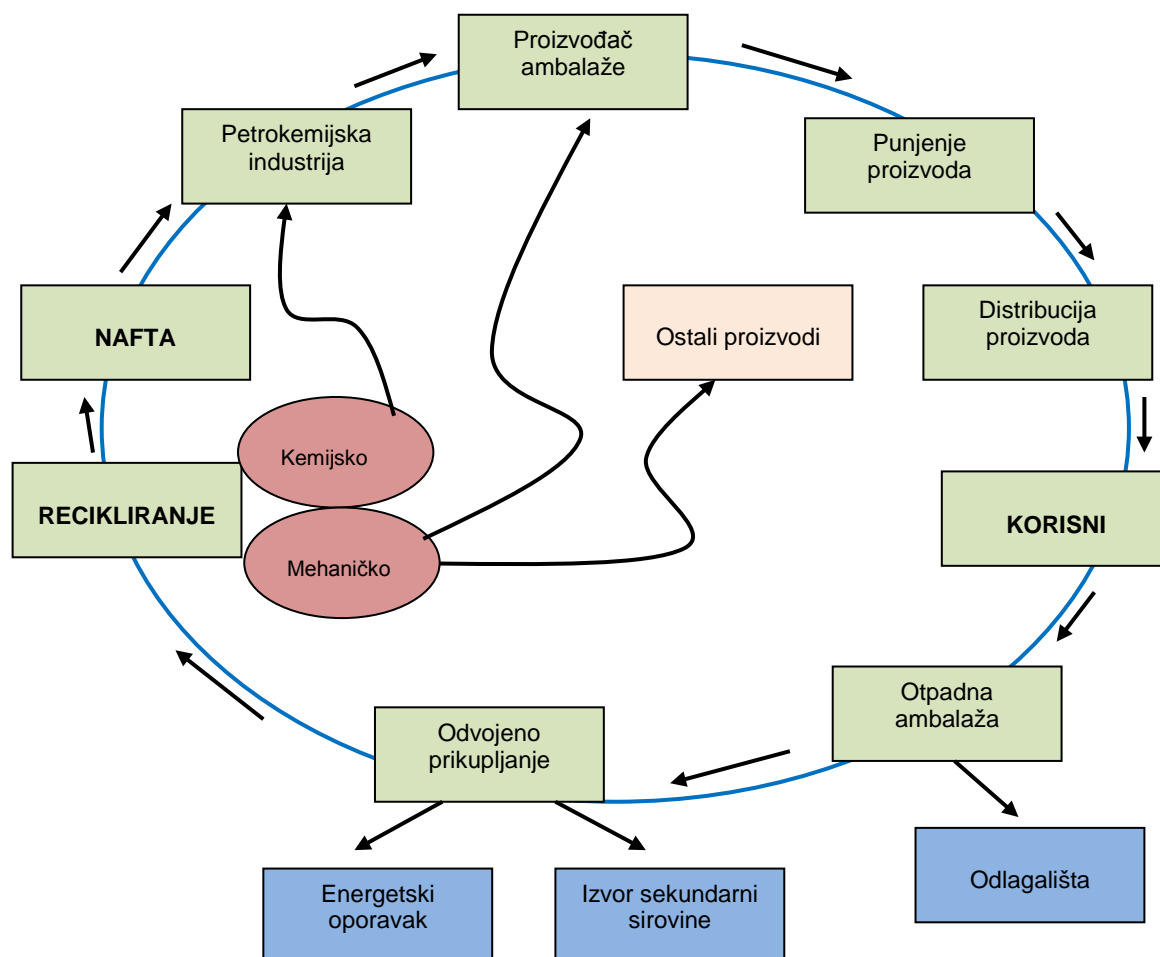 Proizvođač
ambalaže
Petrokemijska
industrija
Punjenje
proizvoda
NAFTA
Ostali proizvodi
Distribucija
proizvoda
Kemijsko
RECIKLIRANJE
KORISNI
Mehaničko
Otpadna
ambalaža
Odvojeno
prikupljanje
Energetski
oporavak
Izvor sekundarni
sirovine
Odlagališta